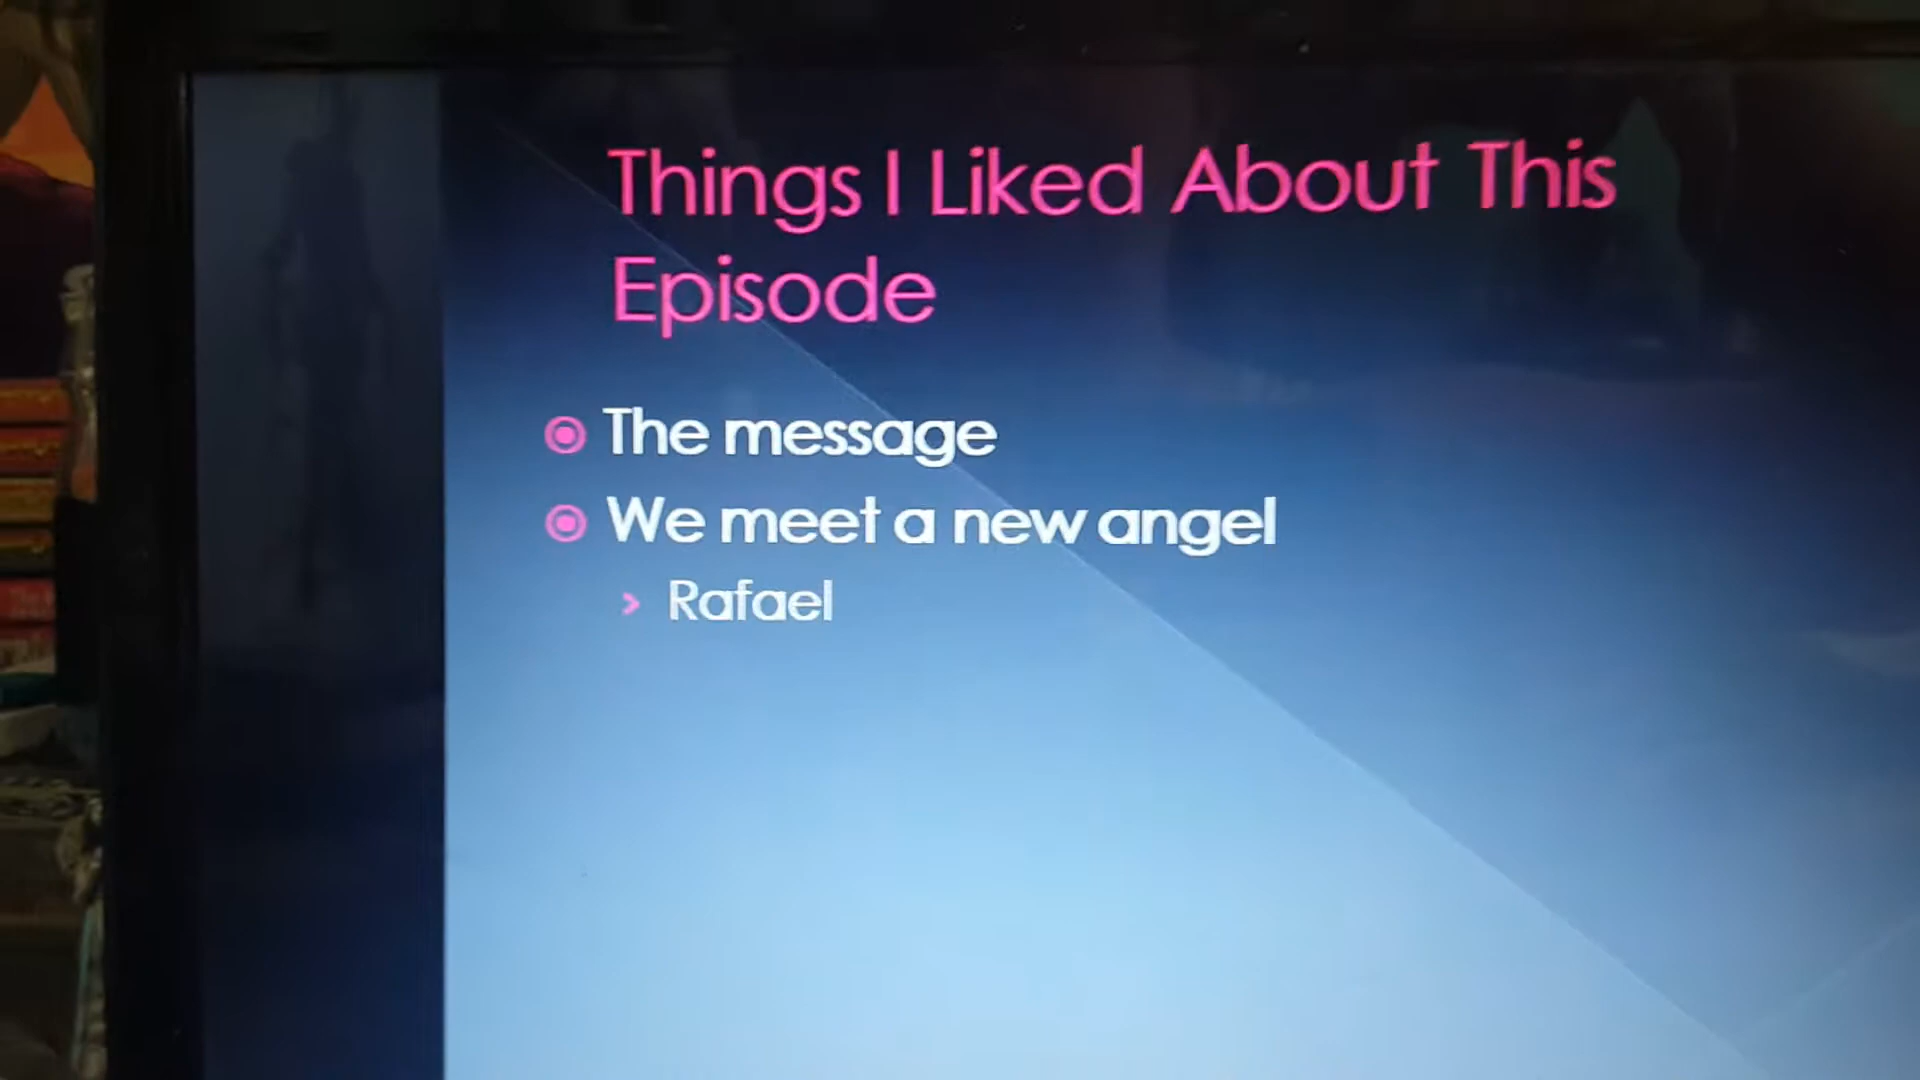 Things I Liked About This
Episode
The message
We meet a new angel
Rafael